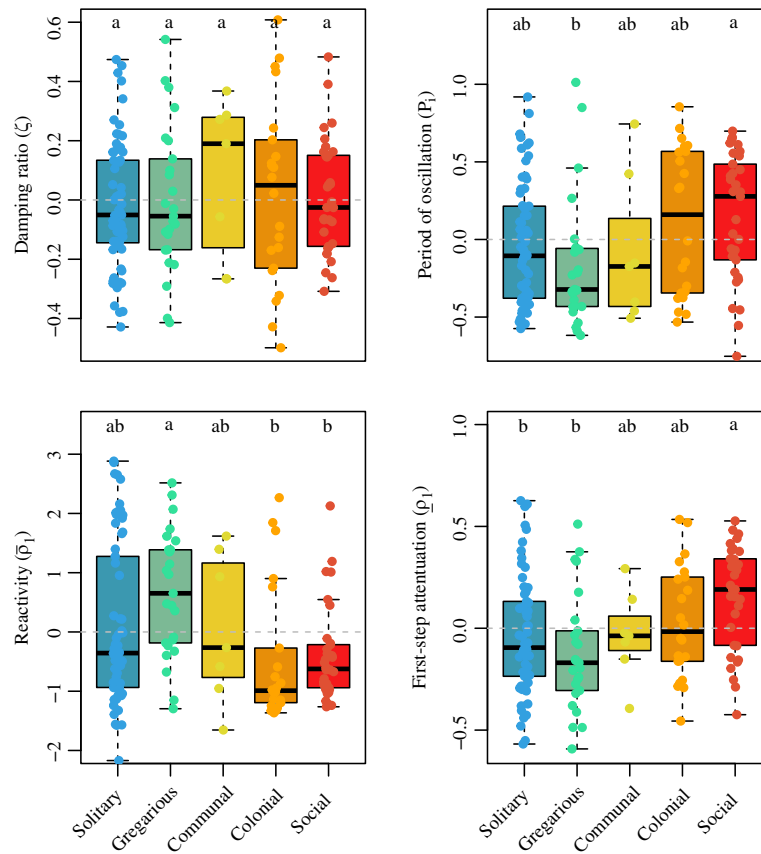 a a a a a
Damping ratio (ζ)
0.6
0.4
0.2
0.0
−0.2
−0.4
ab b ab ab a
Period of oscillation (Pi)
1.0
0.5
0.0
−0.5
ab a ab b b
Reactivity (ρ̄1)
3
2
1
0
−1
−2
Solitary
Gregarious
Communal
Colonial
Social
b b ab ab a
First-step attentuation (ρ̲1)
1.0
0.5
0.0
−0.5
Solitary
Gregarious
Communal
Colonial
Social